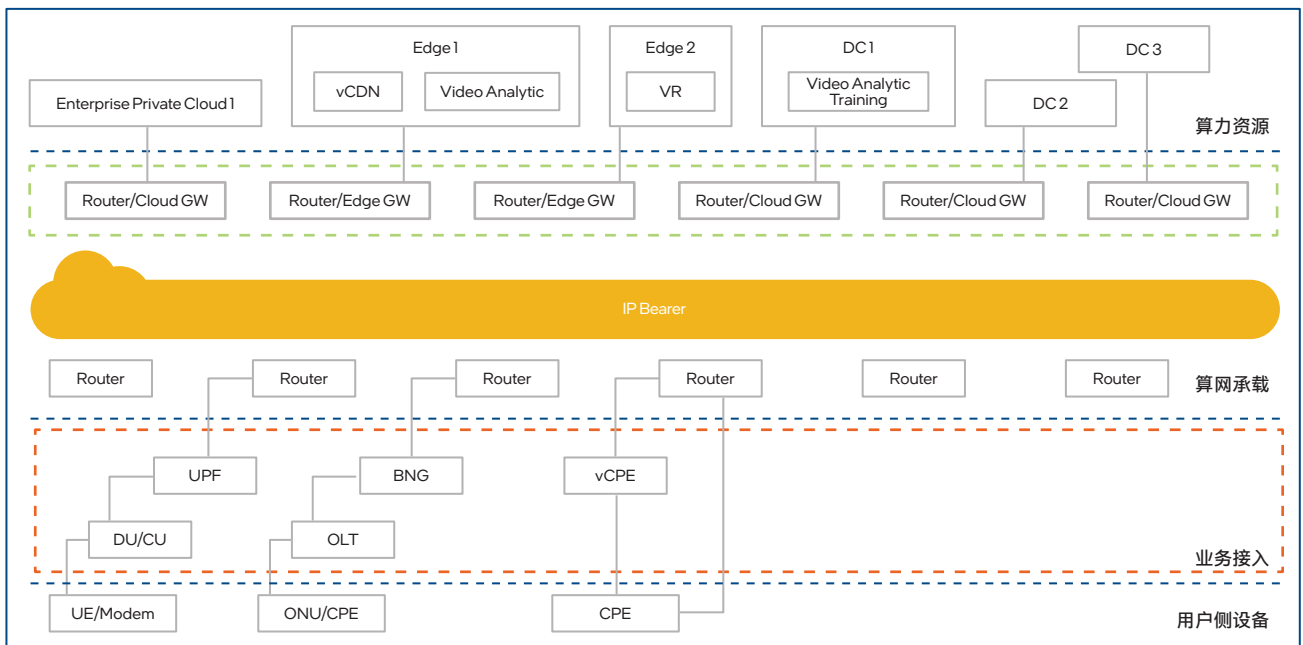 Edge 1
Edge 2
DC 1
DC 3
vCDN
Video Analytic
VR
Video Analytic
Training
Enterprise Private Cloud 1
DC 2
算力资源
Router/Cloud GW
Router/Edge GW
Router/Edge GW
Router/Cloud GW
Router/Cloud GW
Router/Cloud GW
IP Bearer
Router
Router
Router
Router
Router
Router
算网承载
UPF
BNG
vCPE
DU/CU
OLT
业务接入
UE/Modem
ONU/CPE
CPE
用户侧设备